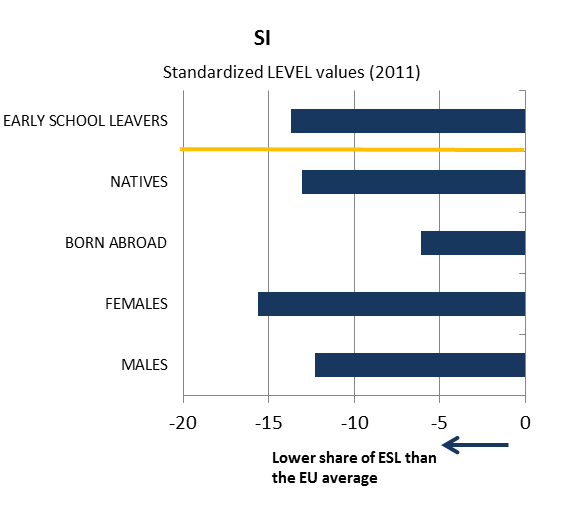 SI
Standardized LEVEL values (2011)
EARLY SCHOOL LEAVERS
NATIVES
BORN ABROAD
FEMALES
MALES
-20 -15 -10 -5 0
Lower share of ESL than
the EU average